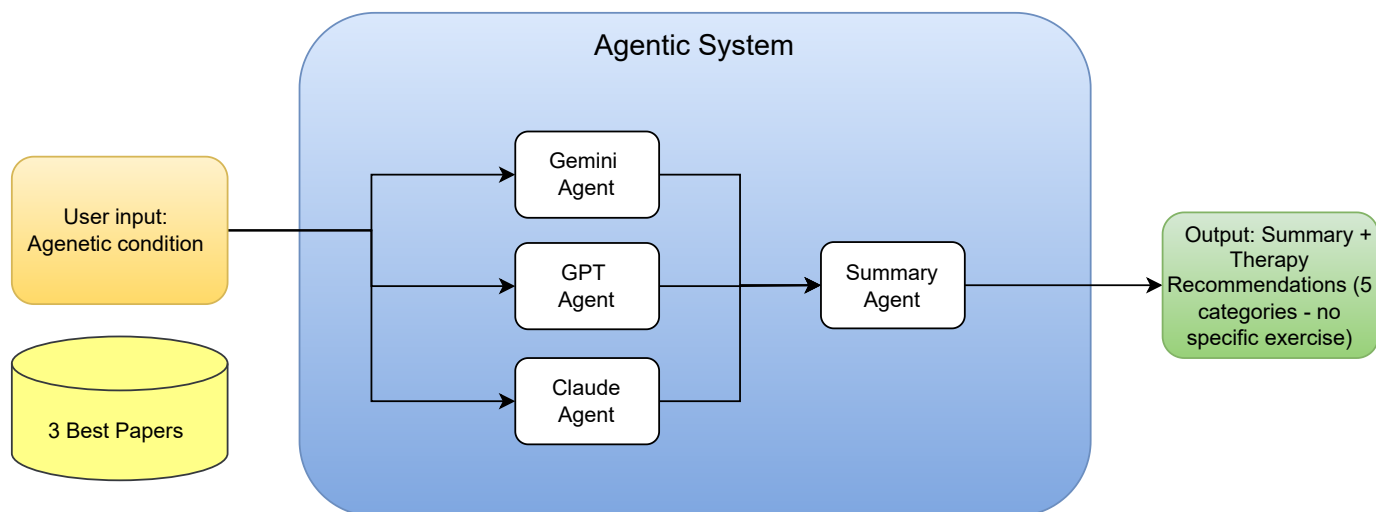 Agentic System
User input:
Agenetic condition
3 Best Papers
Gemini
Agent
GPT
Agent
Claude
Agent
Summary
Agent
Output: Summary +
Therapy
Recommendations (5
categories - no
specific exercise)